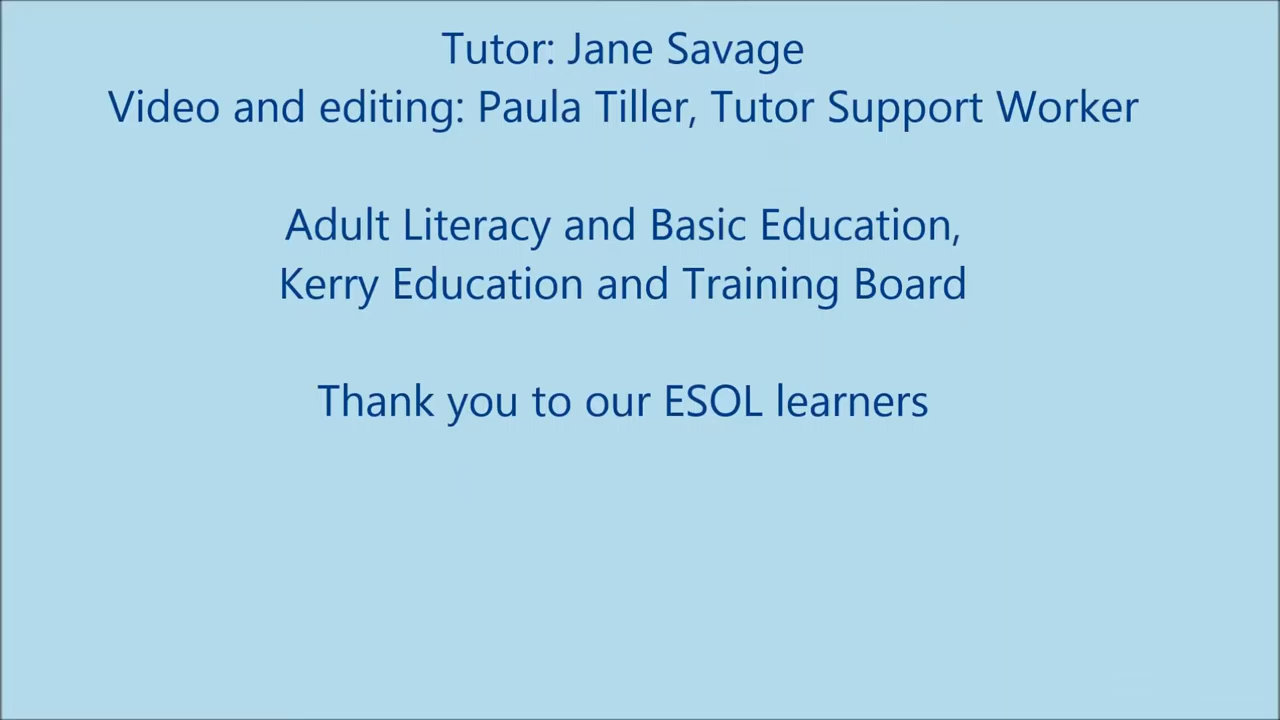 Tutor: Jane Savage
Video and editing: Paula Tiller, Tutor Support Worker
Adult Literacy and Basic Education,
Kerry Education and Training Board
Thank you to our ESOL learners